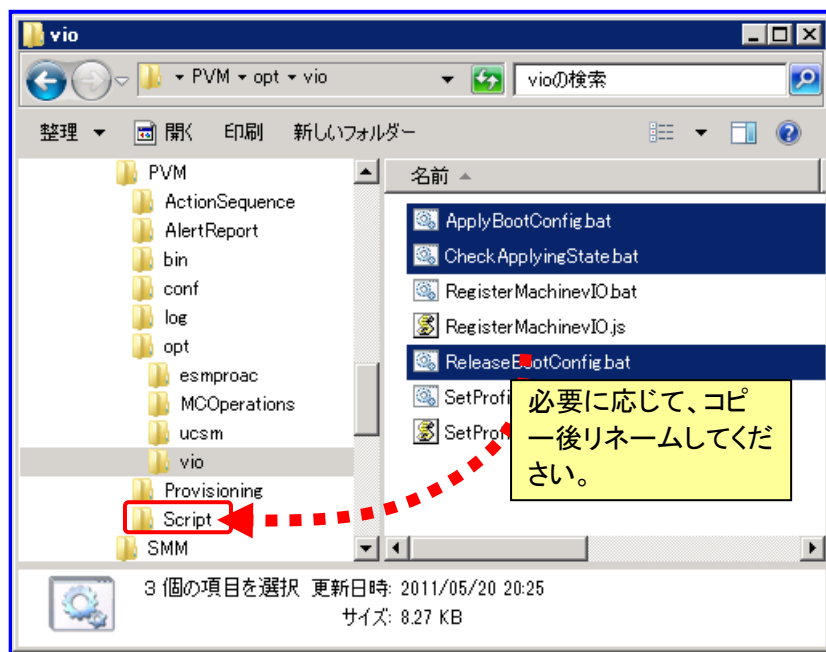 vio
PVM opt vio
vioの検索
整理 開く 印刷 新しいフォルダー
PVM
ActionSequence
AlertReport
bin
conf
log
opt
esmproac
MCOperations
ucsm
vio
Provisioning
Script
SMM
名前
ApplyBootConfig.bat
CheckApplyingState.bat
RegisterMachinevIO.bat
RegisterMachinevIO.js
ReleaseBootConfig.bat
SetProfi
SetProf
必要に応じて、コピ
ー後リネームしてくだ
さい。
3 個の項目を選択 更新日時: 2011/05/20 20:25
サイズ: 8.27 KB